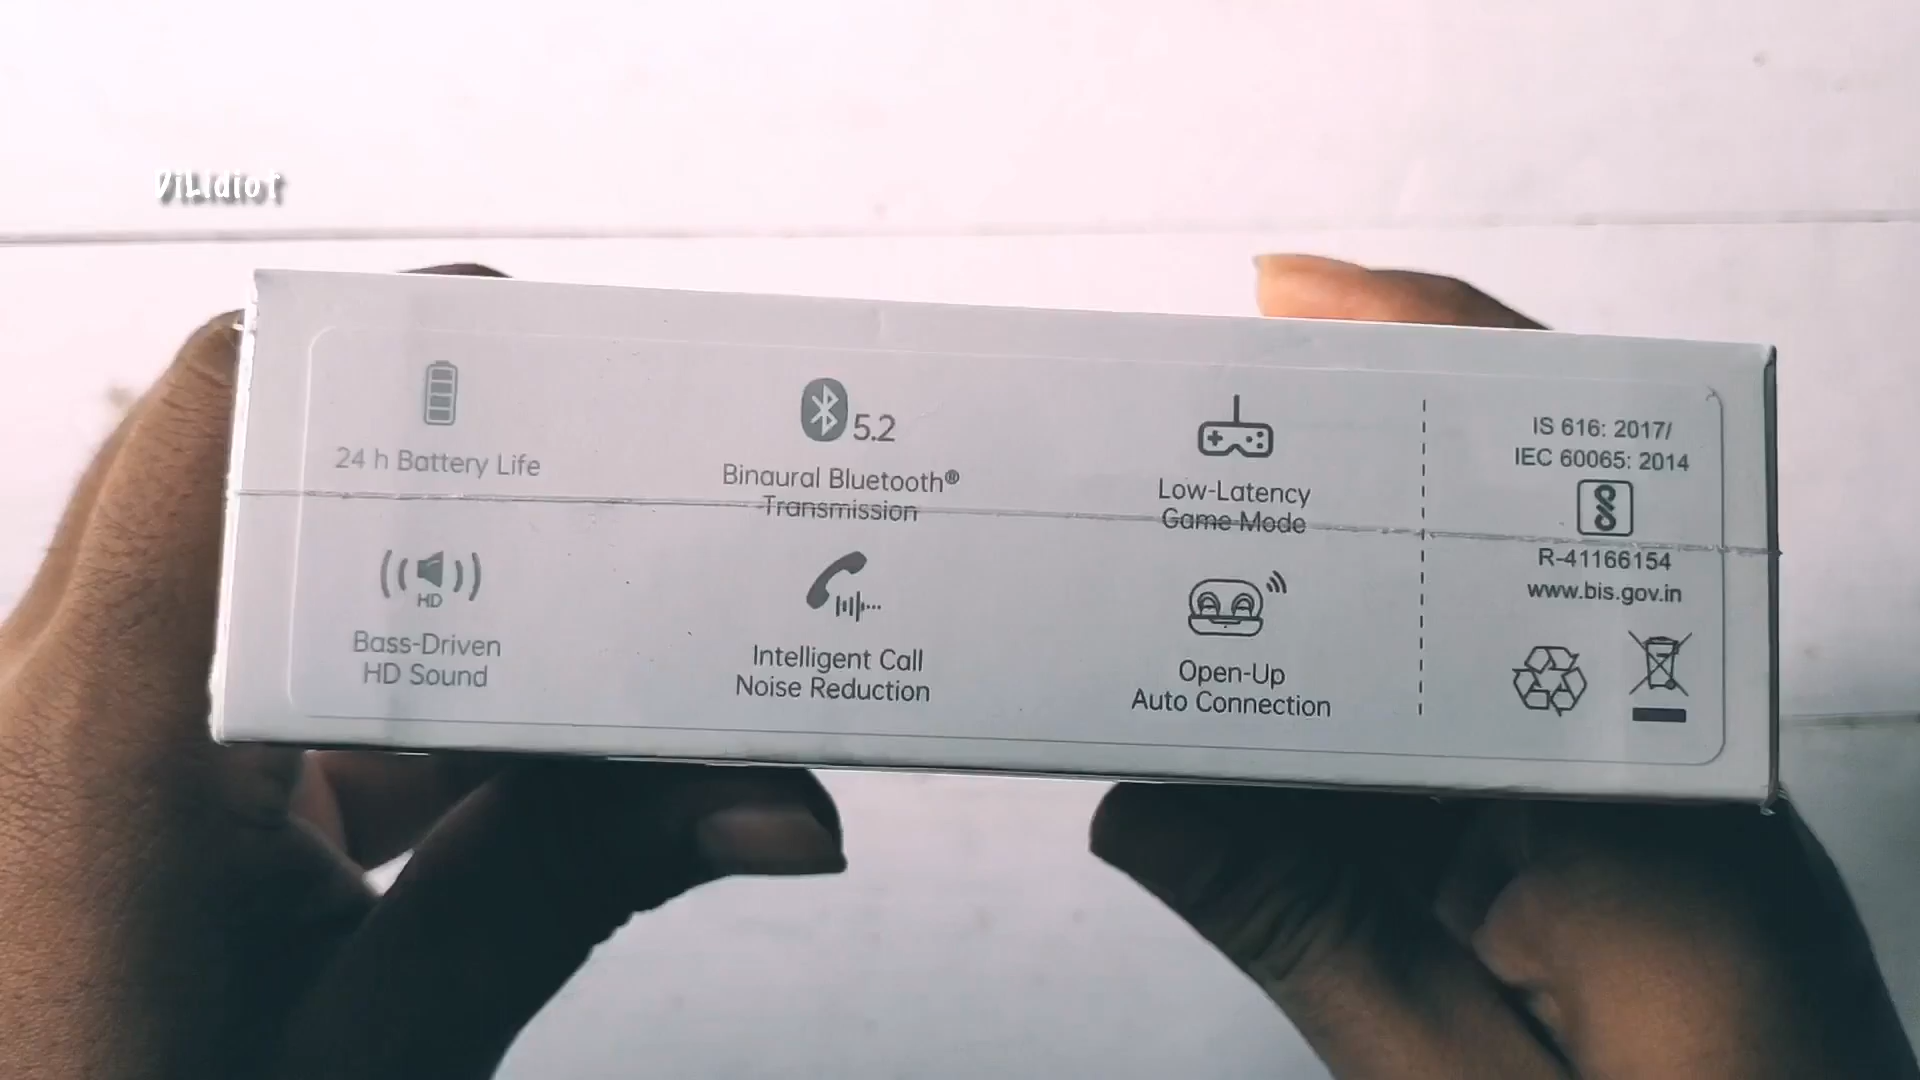 DiLidiot
24 h Battery Life
5.2
Binaural Bluetooth®
Transmission
Low-Latency
Game Mode
HD
Bass-Driven
HD Sound
Intelligent Call
Noise Reduction
Open-Up
Auto Connection
IS 616: 2017/
IEC 60065: 2014
R-41166154
www.bis.gov.in